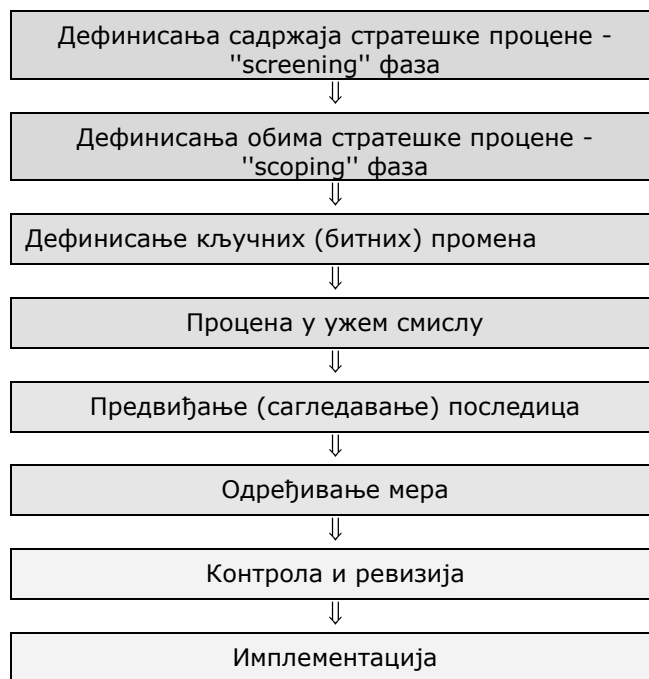 Дефинисања садржаја стратешке процене -
''screening'' фаза
⇓
Дефинисања обима стратешке процене -
''scoping'' фаза
⇓
Дефинисање кључних (битних) промена
⇓
Процена у ужем смислу
⇓
Предвиђање (сагледавање) последица
⇓
Одређивање мера
⇓
Контрола и ревизија
⇓
Имплементација